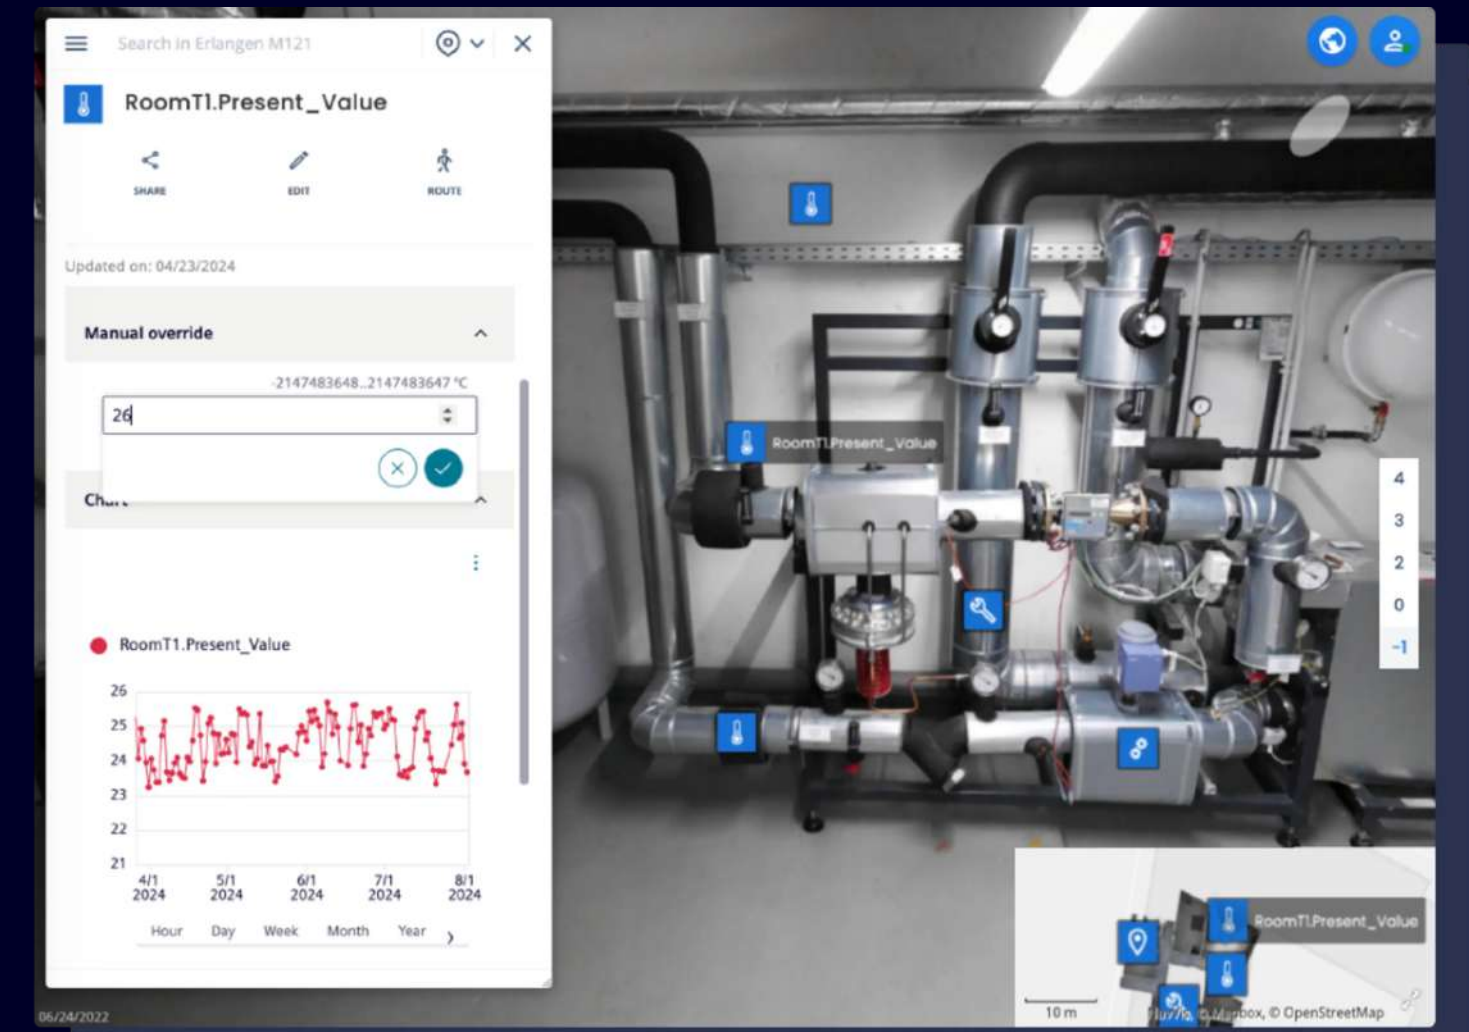 Search in Erlangen M121
RoomT1.Present_Value
SHARE
EDIT
ROUTE
Updated on: 04/23/2024
Manual override
-2147483648..2147483647 °C
26
RoomT1.Present_Value
26
25
24
23
22
21
4/1
2024
5/1
2024
6/1
2024
7/1
2024
8/1
2024
Hour
Day
Week
Month
Year
06/24/2022
RoomT1.Present_Value
4
3
2
0
-1
RoomT1.Present_Value
10 m
© Mapbox, © OpenStreetMap